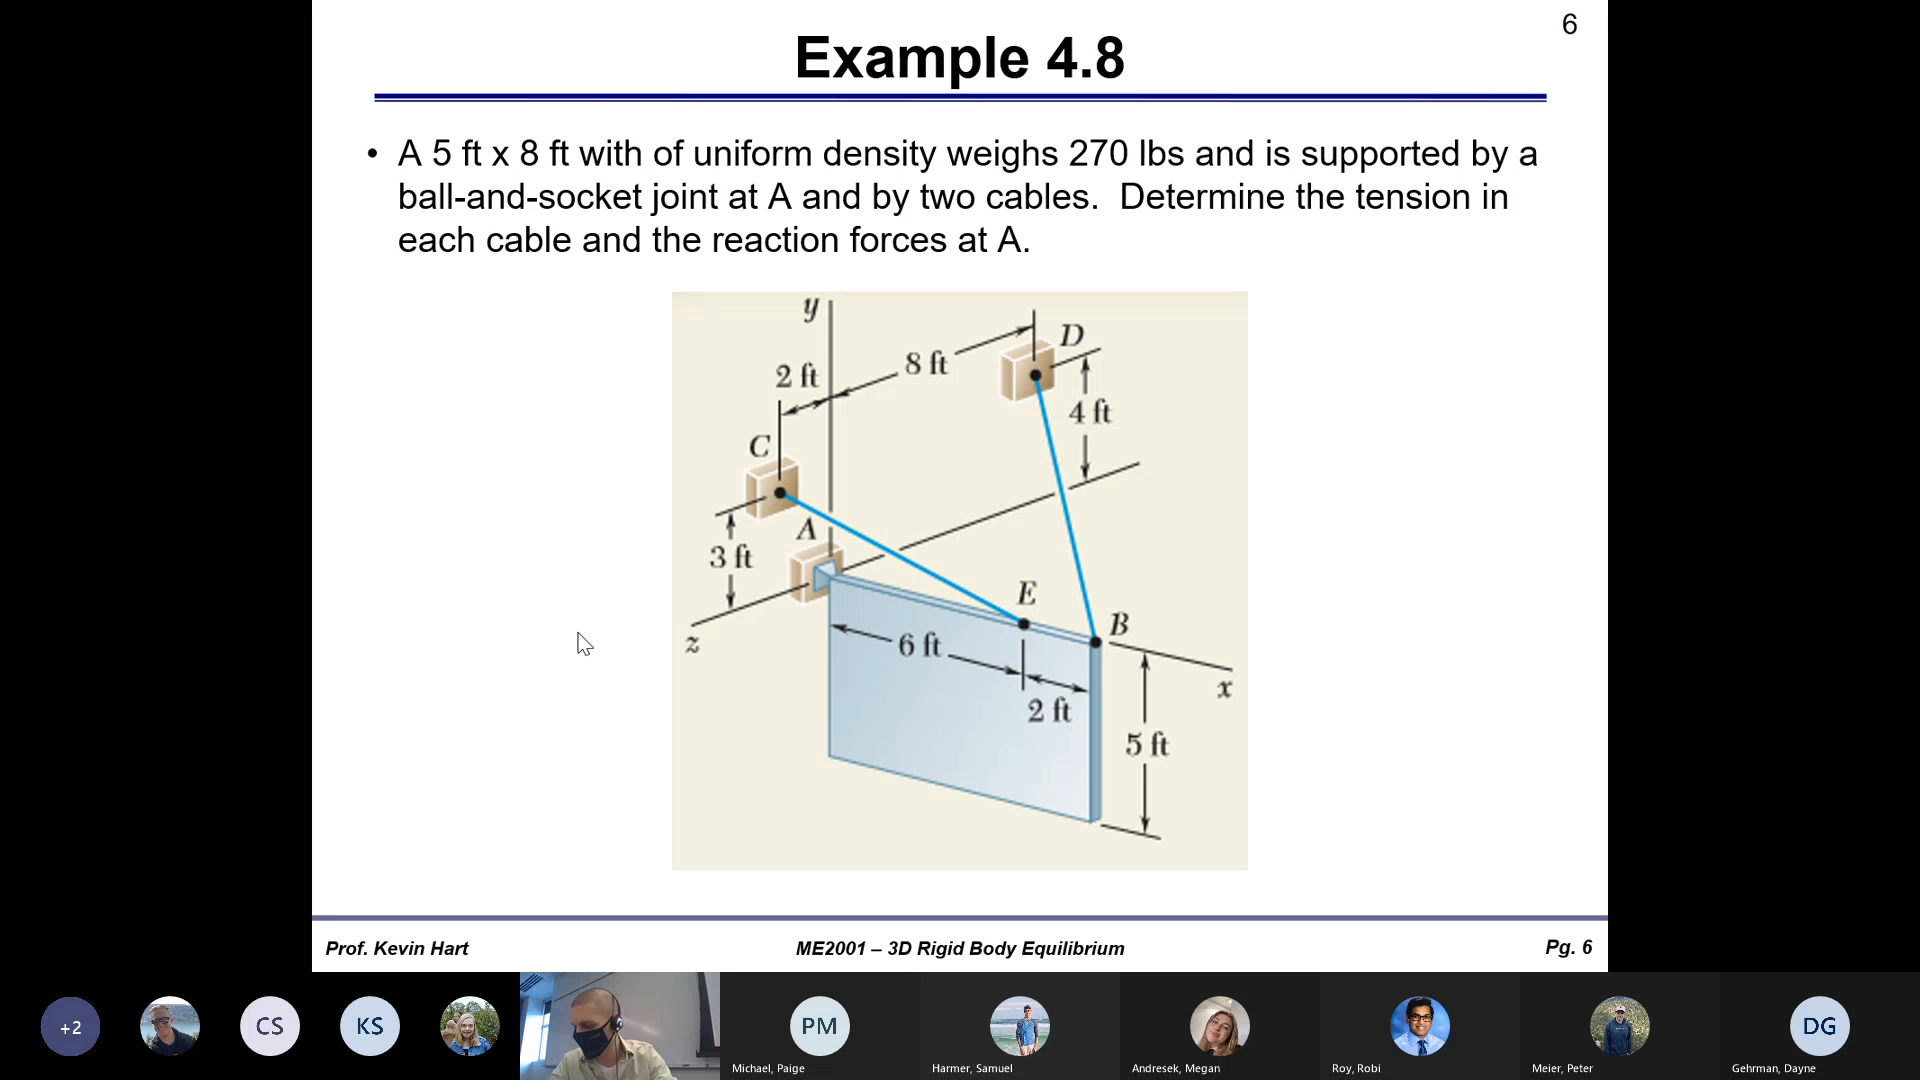 6
Example 4.8
• A 5 ft x 8 ft with of uniform density weighs 270 lbs and is supported by a
ball-and-socket joint at A and by two cables.  Determine the tension in
each cable and the reaction forces at A.
y
D
8 ft
2 ft
4 ft
C
A
3 ft
E
B
z
6 ft
x
2 ft
5 ft
Prof. Kevin Hart
ME2001 – 3D Rigid Body Equilibrium
Pg. 6
+2
CS
KS
PM
DG
Michael, Paige
Harmer, Samuel
Andresek, Megan
Roy, Robi
Meier, Peter
Gehrman, Dayne